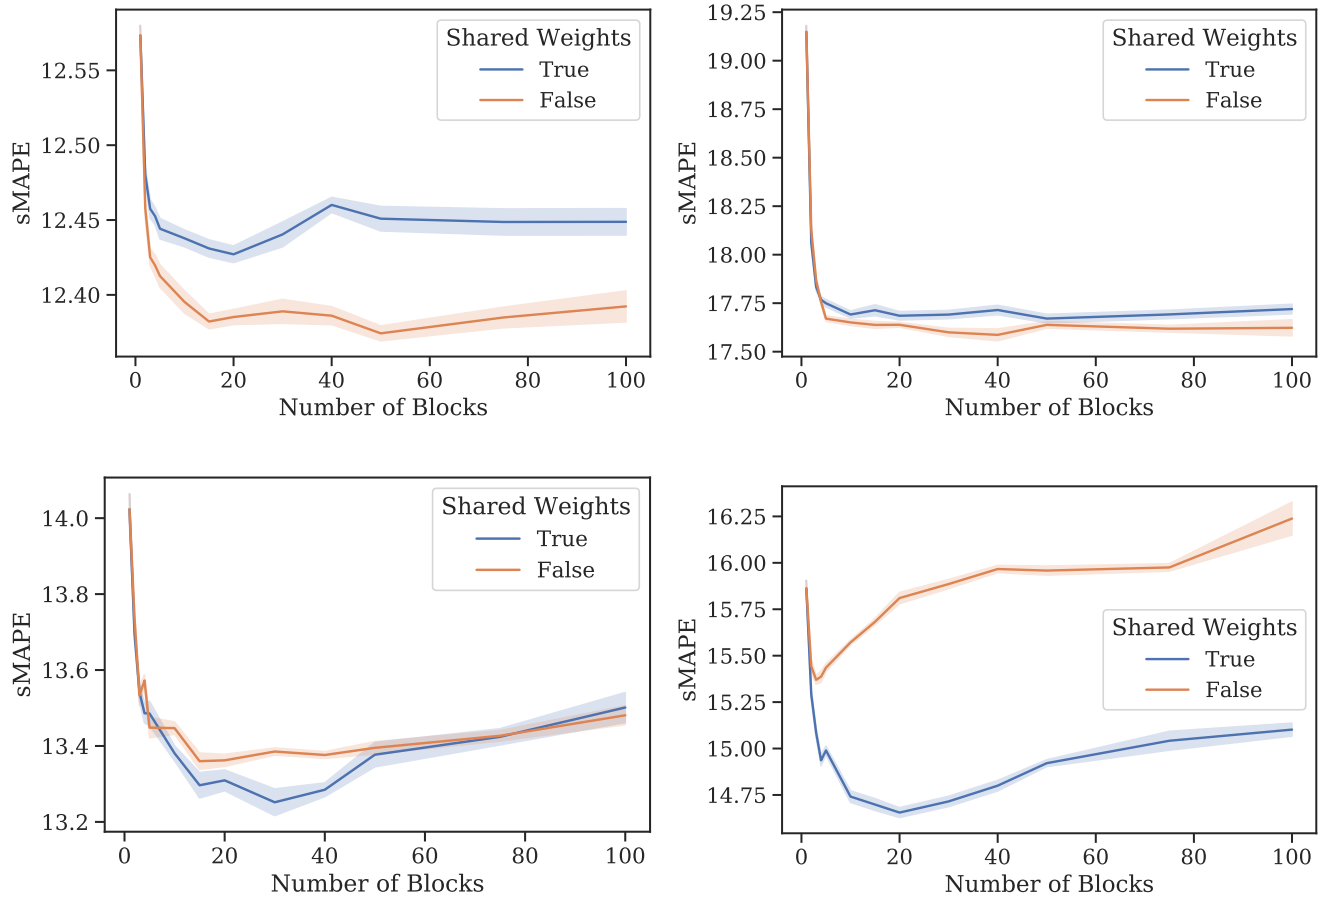 Shared Weights
True
False
12.55
12.50
12.45
12.40
sMAPE
0 20 40 60 80 100
Number of Blocks
Shared Weights
True
False
19.25
19.00
18.75
18.50
18.25
18.00
17.75
17.50
sMAPE
0 20 40 60 80 100
Number of Blocks
Shared Weights
True
False
14.0
13.8
13.6
13.4
13.2
sMAPE
0 20 40 60 80 100
Number of Blocks
16.25
16.00
15.75
15.50
15.25
15.00
14.75
sMAPE
Shared Weights
True
False
0 20 40 60 80 100
Number of Blocks